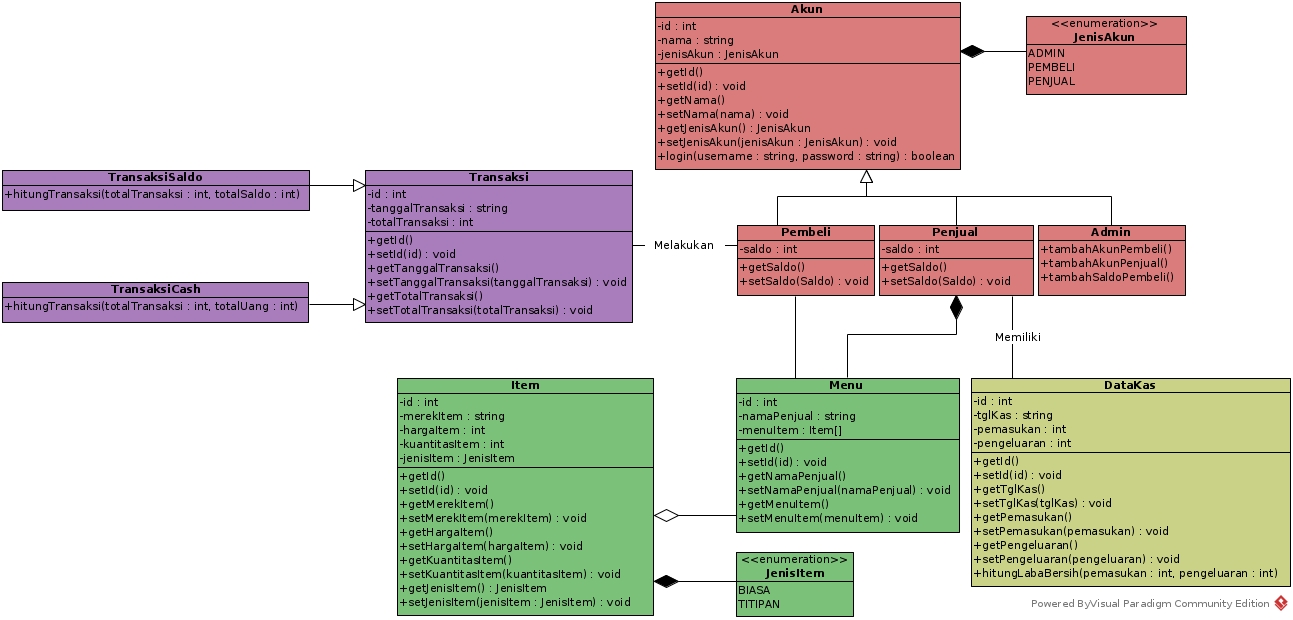 Akun
-id : int
-nama : string
-jenisAkun : JenisAkun
+getId()
+setId(id) : void
+getNama()
+setNama(nama) : void
+getJenisAkun() : JenisAkun
+setJenisAkun(jenisAkun : JenisAkun) : void
+login(username : string, password : string) : boolean
<<enumeration>>
JenisAkun
ADMIN
PEMBELI
PENJUAL
TransaksiSaldo
+hitungTransaksi(totalTransaksi : int, totalSaldo : int)
TransaksiCash
+hitungTransaksi(totalTransaksi : int, totalUang : int)
Transaksi
-id : int
-tanggalTransaksi : string
-totalTransaksi : int
+getId()
+setId(id) : void
+getTanggalTransaksi()
+setTanggalTransaksi(tanggalTransaksi) : void
+getTotalTransaksi()
+setTotalTransaksi(totalTransaksi) : void
Melakukan
Pembeli
-saldo : int
+getSaldo()
+setSaldo(Saldo) : void
Penjual
-saldo : int
+getSaldo()
+setSaldo(Saldo) : void
Admin
+tambahAkunPembeli()
+tambahAkunPenjual()
+tambahSaldoPembeli()
Memiliki
Item
-id : int
-merekItem : string
-hargaItem : int
-kuantitasItem : int
-jenisItem : JenisItem
+getId()
+setId(id) : void
+getMerekItem()
+setMerekItem(merekItem) : void
+getHargaItem()
+setHargaItem(hargaItem) : void
+getKuantitasItem()
+setKuantitasItem(kuantitasItem) : void
+getJenisItem() : JenisItem
+setJenisItem(jenisItem : JenisItem) : void
Menu
-id : int
-namaPenjual : string
-menuItem : Item[]
+getId()
+setId(id) : void
+getNamaPenjual()
+setNamaPenjual(namaPenjual) : void
+getMenuItem()
+setMenuItem(menuItem) : void
<<enumeration>>
JenisItem
BIASA
TITIPAN
DataKas
-id : int
-tglKas : string
-pemasukan : int
-pengeluaran : int
+getId()
+setId(id) : void
+getTglKas()
+setTglKas(tglKas) : void
+getPemasukan()
+setPemasukan(pemasukan) : void
+getPengeluaran()
+setPengeluaran(pengeluaran) : void
+hitungLabaBersih(pemasukan : int, pengeluaran : int)
Powered ByVisual Paradigm Community Edition